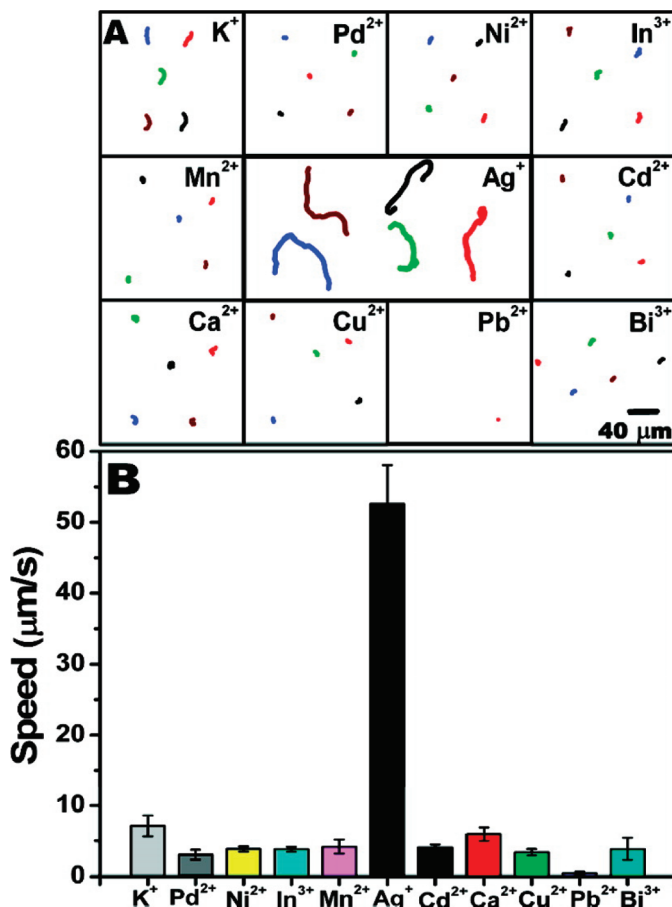 A K⁺ Pd²⁺ Ni²⁺ In³⁺
Mn²⁺ Ag⁺ Cd²⁺
Ca²⁺ Cu²⁺ Pb²⁺ Bi³⁺
40 μm
B
Speed (μm/s)
60
50
40
30
20
10
0
K⁺ Pd²⁺ Ni²⁺ In³⁺ Mn²⁺ Ag⁺ Cd²⁺ Ca²⁺ Cu²⁺ Pb²⁺ Bi³⁺